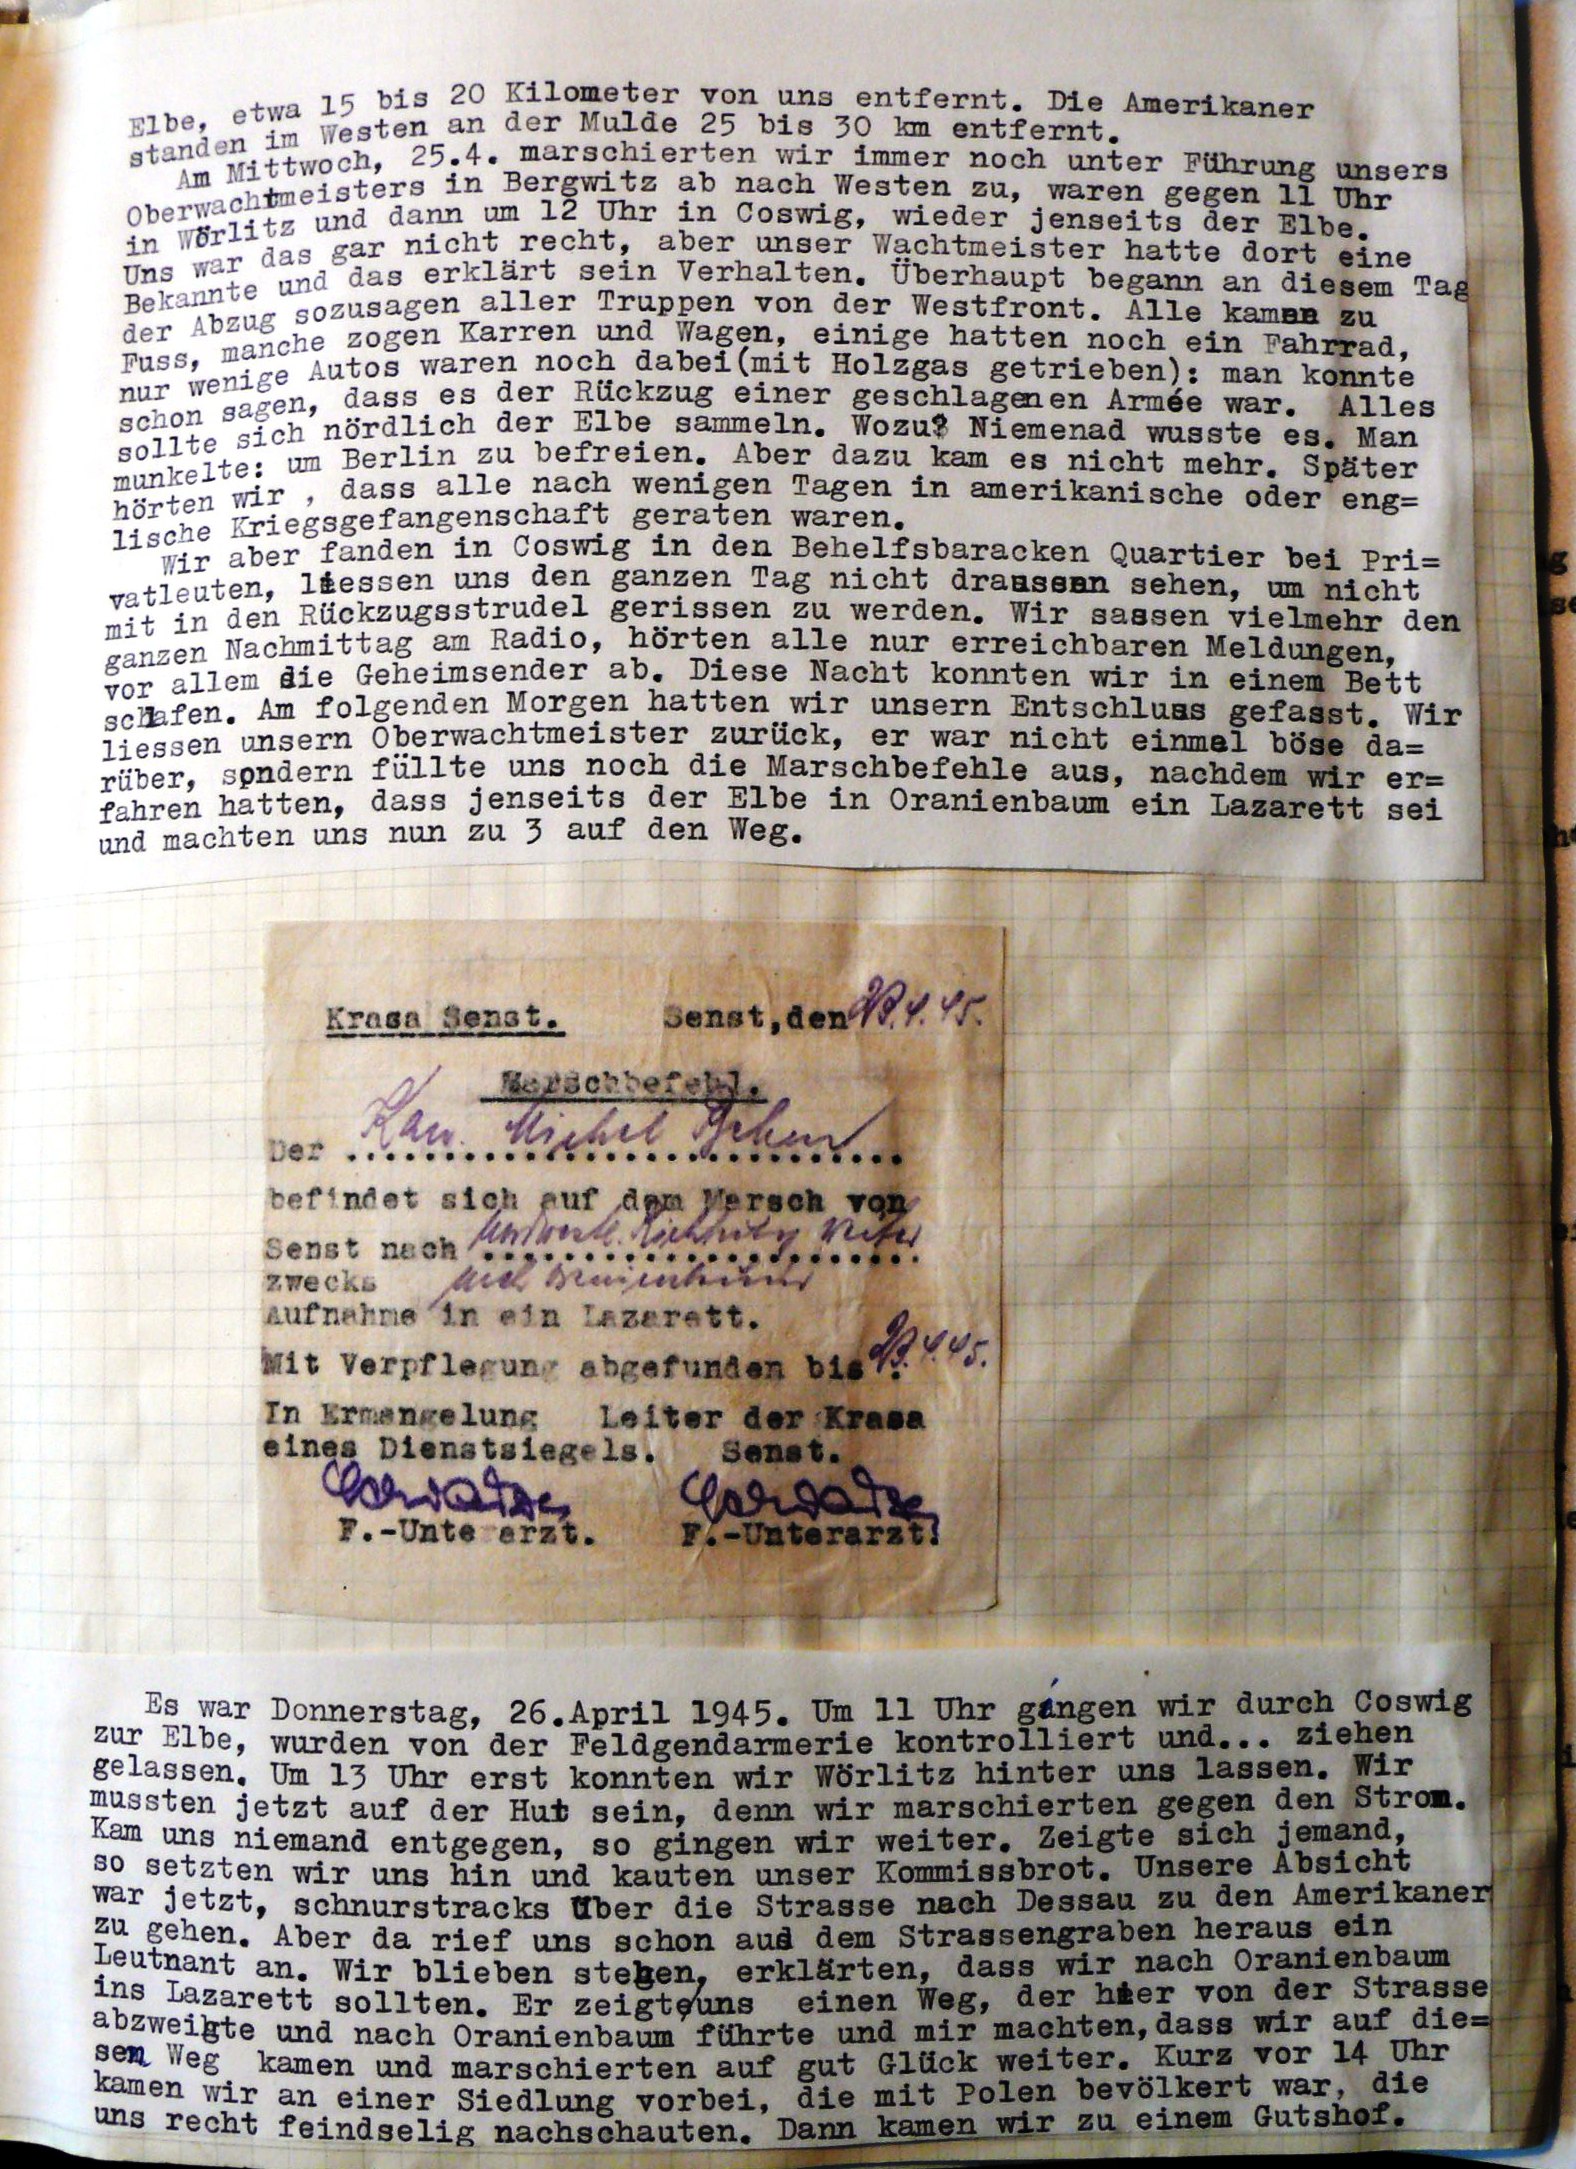 Elbe, etwa 15 bis 20 Kilometer von uns entfernt. Die Amerikaner
standen im Westen an der Mulde 25 bis 30 km entfernt.
Am Mittwoch, 25.4. marschierten wir immer noch unter Führung unsers
Oberwachtmeisters in Bergwitz ab nach Westen zu, waren gegen 11 Uhr
in Wörlitz und dann um 12 Uhr in Coswig, wieder jenseits der Elbe.
Uns war das gar nicht recht, aber unser Wachtmeister hatte dort eine
Bekannte und das erklärt sein Verhalten. Überhaupt begann an diesem Tag
der Abzug sozusagen aller Truppen von der Westfront. Alle kamen zu
Fuss, manche zogen Karren und Wagen, einige hatten noch ein Fahrrad,
nur wenige Autos waren noch dabei(mit Holzgas getrieben): man konnte
schon sagen, dass es der Rückzug einer geschlagenen Armée war. Alles
sollte sich nördlich der Elbe sammeln. Wozu? Niemenad wusste es. Man
munkelte: um Berlin zu befreien. Aber dazu kam es nicht mehr. Später
hörten wir , dass alle nach wenigen Tagen in amerikanische oder eng=
lische Kriegsgefangenschaft geraten waren.
Wir aber fanden in Coswig in den Behelfsbaracken Quartier bei Pri=
vatleuten, liessen uns den ganzen Tag nicht draussen sehen, um nicht
mit in den Rückzugsstrudel gerissen zu werden. Wir sassen vielmehr den
ganzen Nachmittag am Radio, hörten alle nur erreichbaren Meldungen,
vor allem die Geheimsender ab. Diese Nacht konnten wir in einem Bett
schlafen. Am folgenden Morgen hatten wir unsern Entschluss gefasst. Wir
liessen unsern Oberwachtmeister zurück, er war nicht einmal böse da=
rüber, sondern füllte uns noch die Marschbefehle aus, nachdem wir er=
fahren hatten, dass jenseits der Elbe in Oranienbaum ein Lazarett sei
und machten uns nun zu 3 auf den Weg.
Krasa Senst. Senst,den 23.4.45.
Marschbefehl.
Der Kan. Michel
befindet sich auf dem Marsch von
Senst nach
zwecks
Aufnahme in ein Lazarett.
Mit Verpflegung abgefunden bis 23.4.45.
In Ermangelung Leiter der Krasa
eines Dienstsiegels. Senst.
F.-Unterarzt. F.-Unterarzt.
Es war Donnerstag, 26.April 1945. Um 11 Uhr gingen wir durch Coswig
zur Elbe, wurden von der Feldgendarmerie kontrolliert und... ziehen
gelassen. Um 13 Uhr erst konnten wir Wörlitz hinter uns lassen. Wir
mussten jetzt auf der Hut sein, denn wir marschierten gegen den Strom.
Kam uns niemand entgegen, so gingen wir weiter. Zeigte sich jemand,
so setzten wir uns hin und kauten unser Kommissbrot. Unsere Absicht
war jetzt, schnurstracks über die Strasse nach Dessau zu den Amerikaner
zu gehen. Aber da rief uns schon aus dem Strassengraben heraus ein
Leutnant an. Wir blieben stehen, erklärten, dass wir nach Oranienbaum
ins Lazarett sollten. Er zeigte/uns einen Weg, der hier von der Strasse
abzweigte und nach Oranienbaum führte und mir machten,dass wir auf die=
sen Weg kamen und marschierten auf gut Glück weiter. Kurz vor 14 Uhr
kamen wir an einer Siedlung vorbei, die mit Polen bevölkert war, die
uns recht feindselig nachschauten. Dann kamen wir zu einem Gutshof.